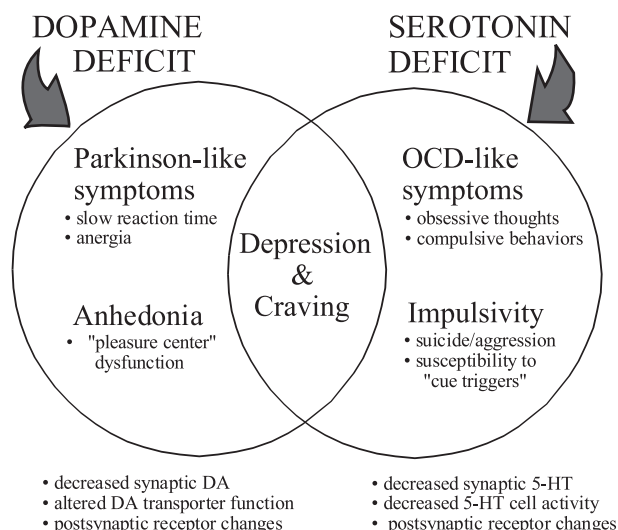 DOPAMINE
DEFICIT
SEROTONIN
DEFICIT
Parkinson-like
symptoms
• slow reaction time
• anergia
Anhedonia
• "pleasure center"
dysfunction
Depression
&
Craving
OCD-like
symptoms
• obsessive thoughts
• compulsive behaviors
Impulsivity
• suicide/aggression
• susceptibility to
"cue triggers"
• decreased synaptic DA
• altered DA transporter function
• postsynaptic receptor changes
• decreased synaptic 5-HT
• decreased 5-HT cell activity
• postsynaptic receptor changes